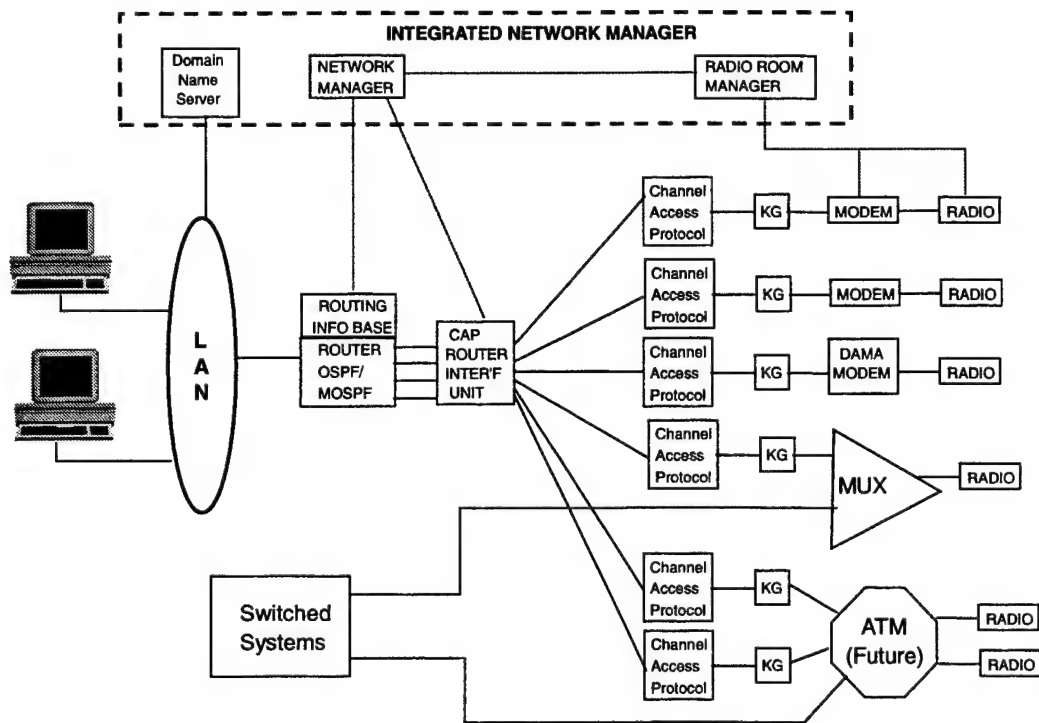 INTEGRATED NETWORK MANAGER
Domain
Name
Server
NETWORK
MANAGER
RADIO ROOM
MANAGER
Channel
Access
Protocol
KG
MODEM
RADIO
Channel
Access
Protocol
KG
MODEM
RADIO
L
A
N
ROUTING
INFO BASE
ROUTER
OSPF/
MOSPF
CAP
ROUTER
INTER'F
UNIT
Channel
Access
Protocol
KG
DAMA
MODEM
RADIO
Channel
Access
Protocol
KG
MUX
RADIO
Switched
Systems
Channel
Access
Protocol
KG
Channel
Access
Protocol
KG
ATM
(Future)
RADIO
RADIO